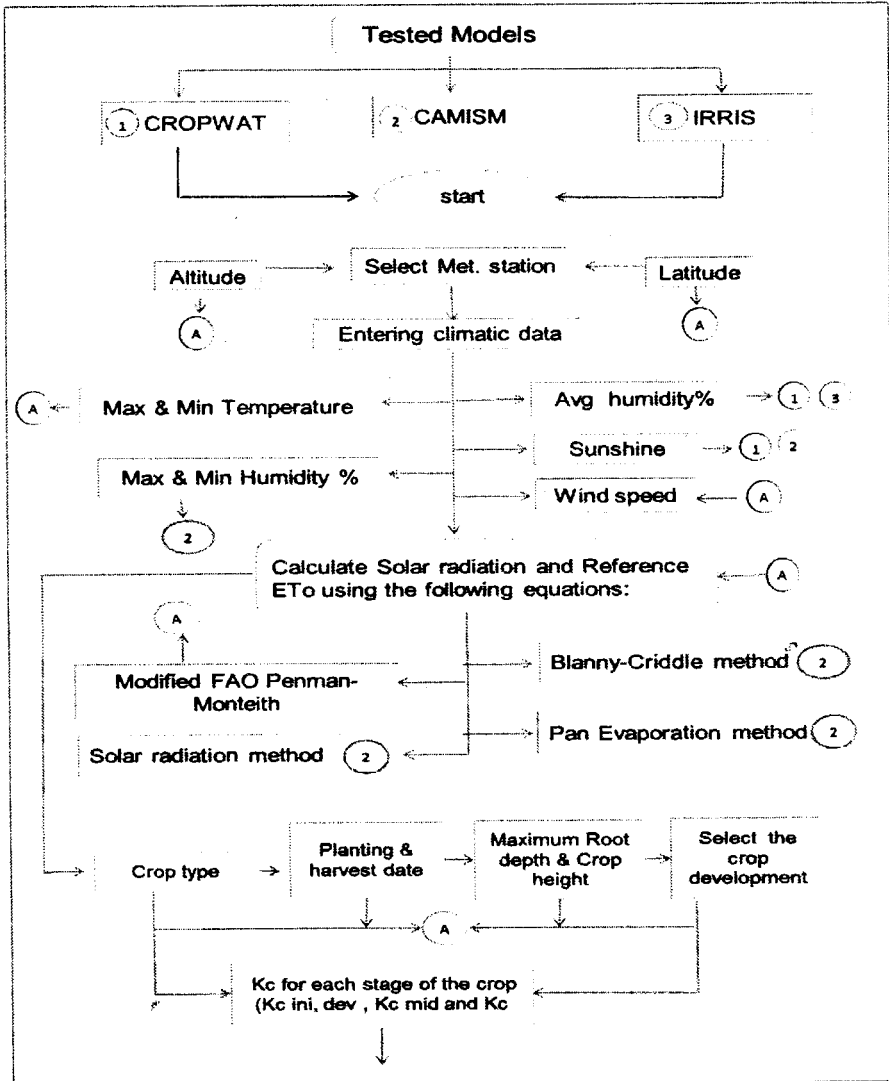 Tested Models
1 CROPWAT
2 CAMISM
3 IRRIS
start
Altitude
Select Met. station
Latitude
A
Entering climatic data
A
A
Max & Min Temperature
Avg humidity%
1
3
Sunshine
1
2
Max & Min Humidity %
Wind speed
A
2
Calculate Solar radiation and Reference
ETo using the following equations:
A
A
Modified FAO Penman-
Monteith
Blanny-Criddle method
2
Solar radiation method
2
Pan Evaporation method
2
Crop type
Planting &
harvest date
Maximum Root
depth & Crop
height
Select the
crop
development
A
Kc for each stage of the crop
(Kc ini, dev , Kc mid and Kc